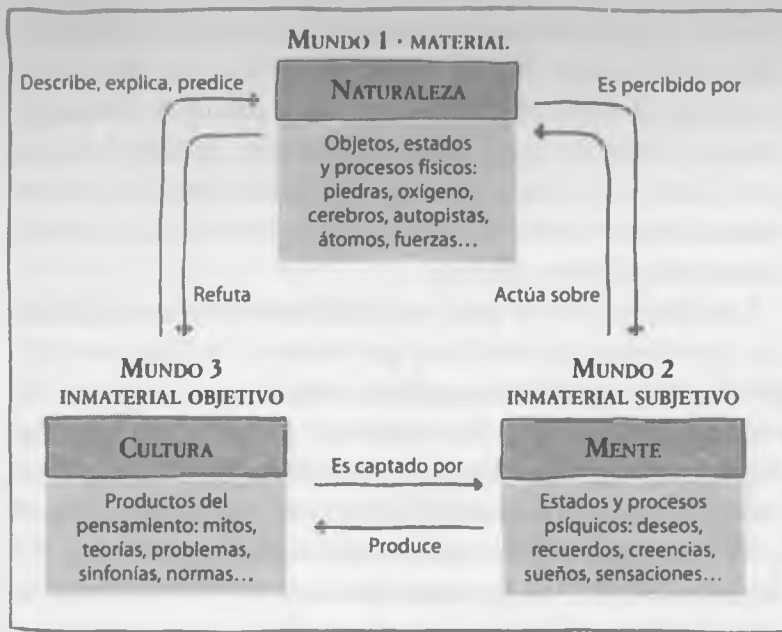 MUNDO 1 · MATERIAL
Describe, explica, predice
NATURALEZA
Es percibido por
Objetos, estados
y procesos físicos:
piedras, oxígeno,
cerebros, autopistas,
átomos, fuerzas...
Refuta
Actúa sobre
MUNDO 3
INMATERIAL OBJETIVO
CULTURA
Productos del
pensamiento: mitos,
teorías, problemas,
sinfonías, normas...
Es captado por
Produce
MUNDO 2
INMATERIAL SUBJETIVO
MENTE
Estados y procesos
psíquicos: deseos,
recuerdos, creencias,
sueños, sensaciones...